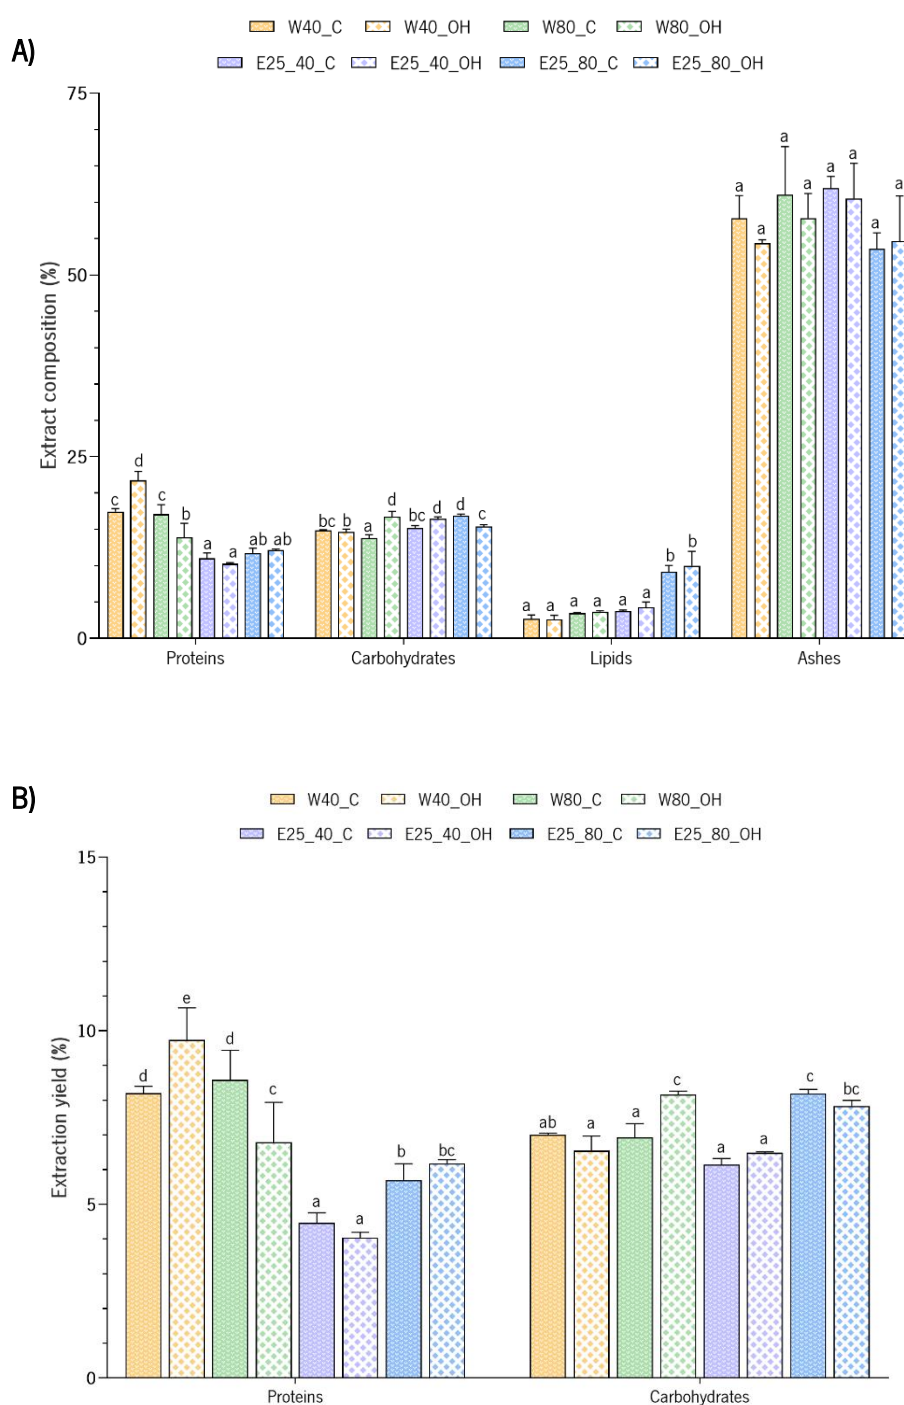 A)
W40_C W40_OH W80_C W80_OH
E25_40_C E25_40_OH E25_80_C E25_80_OH
75
50
25
0
Extract composition (%)
c d c b a a ab ab
bc b a d bc d d c
a a a a a a b b
a a a a a a a a
Proteins Carbohydrates Lipids Ashes
B)
W40_C W40_OH W80_C W80_OH
E25_40_C E25_40_OH E25_80_C E25_80_OH
15
10
5
0
Extraction yield (%)
d e d c a a b bc
ab a a c a a c bc
Proteins Carbohydrates